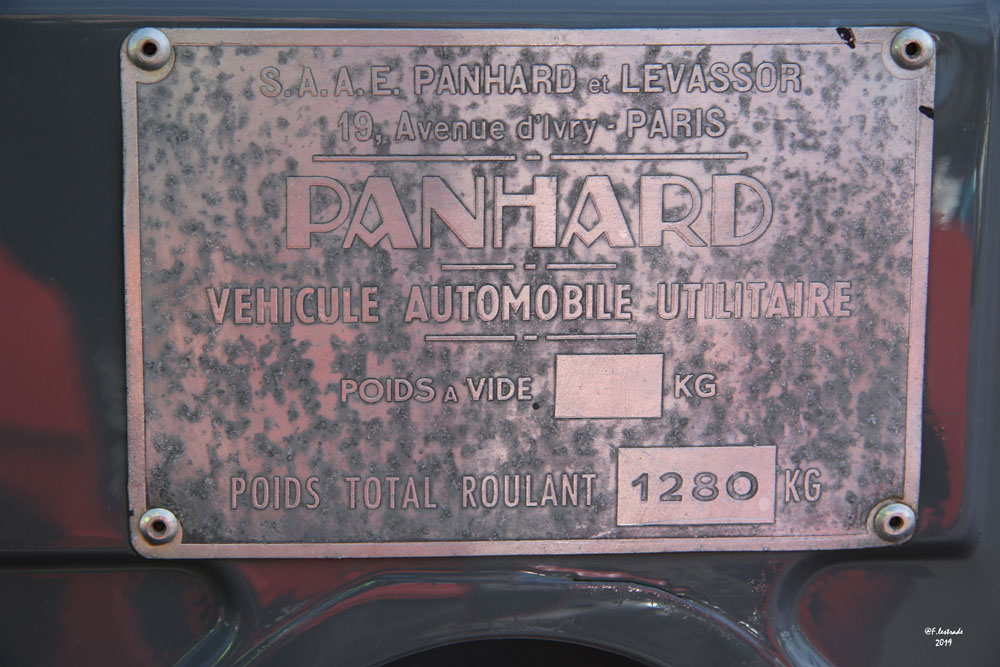 S.A.A.E. PANHARD et LEVASSOR
19, Avenue d'Ivry - PARIS
PANHARD
VEHICULE AUTOMOBILE UTILITAIRE
POIDS A VIDE KG
POIDS TOTAL ROULANT 1280 KG
@F.lestrade
2019